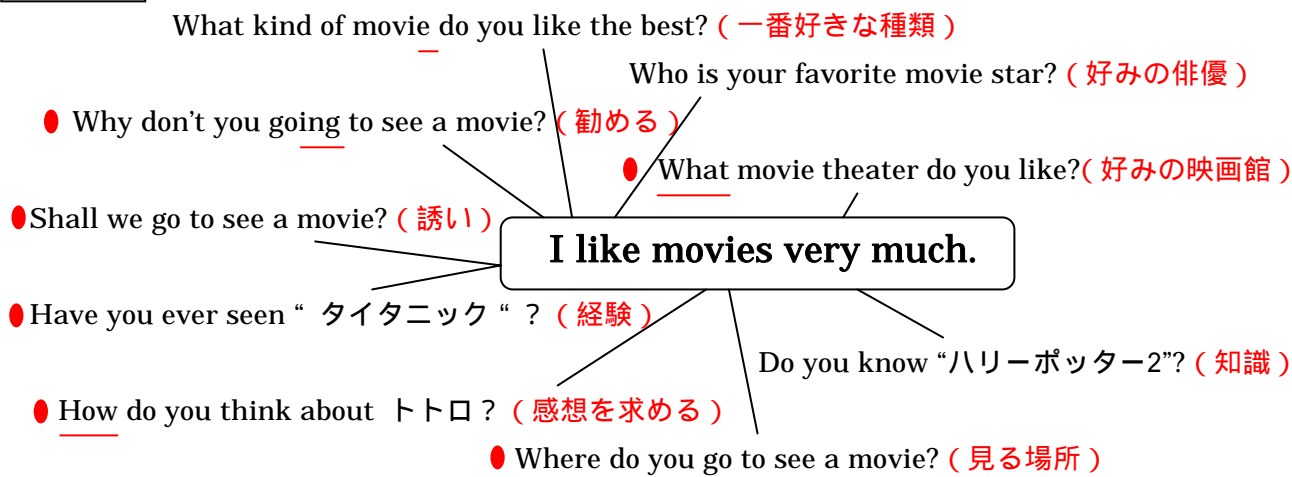 What kind of movie do you like the best? (一番好きな種類)
Who is your favorite movie star? (好みの俳優)
Why don't you going to see a movie? (勧める)
What movie theater do you like?(好みの映画館)
Shall we go to see a movie? (誘い)
I like movies very much.
Have you ever seen “ タイタニック “ ? (経験)
Do you know “ハリーポッター2”? (知識)
How do you think about トトロ? (感想を求める)
Where do you go to see a movie? (見る場所)